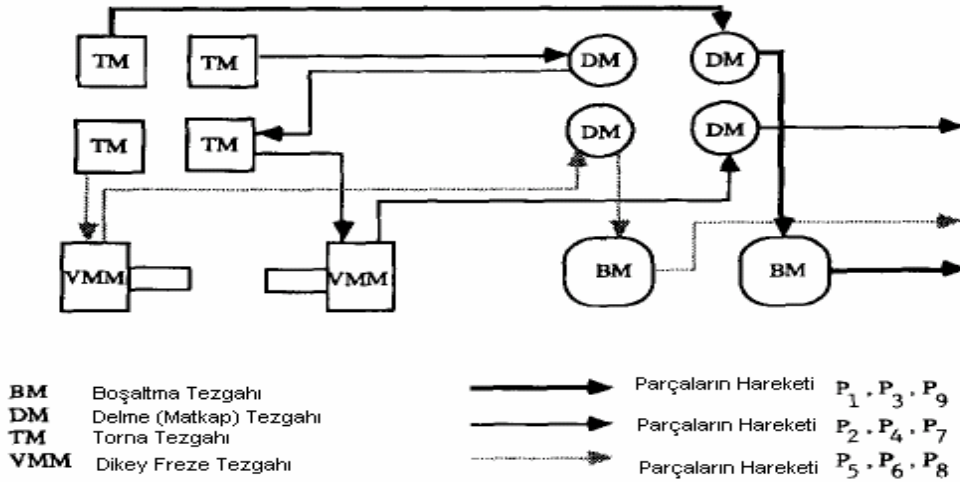 TM TM DM DM
TM TM DM DM
VMM VMM BM BM
BM Boşaltma Tezgahı
DM Delme (Matkap) Tezgahı
TM Torna Tezgahı
VMM Dikey Freze Tezgahı
Parçaların Hareketi P1, P3, P9
Parçaların Hareketi P2, P4, P7
Parçaların Hareketi P5, P6, P8